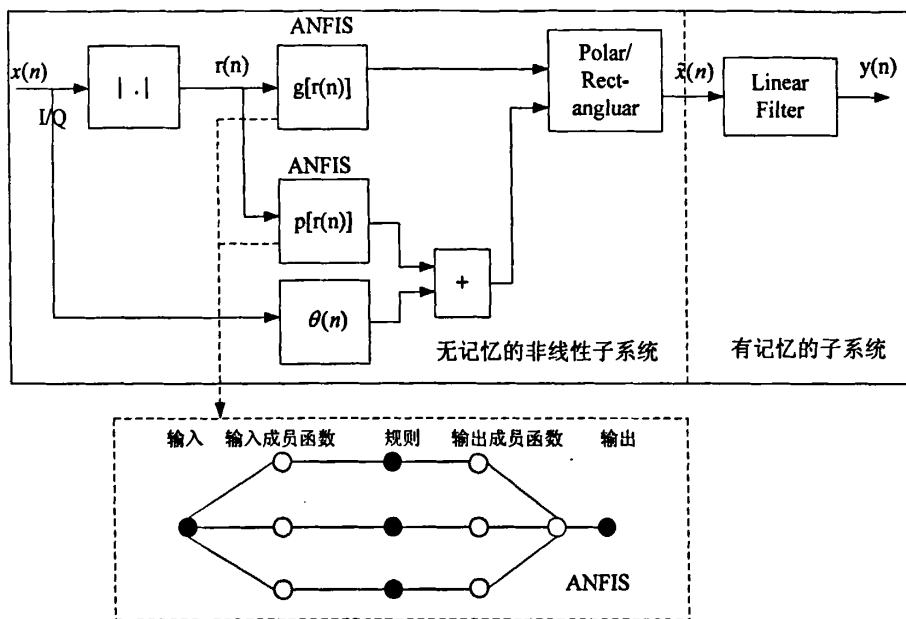 ANFIS
x(n)
I/Q
| . |
r(n)
g[r(n)]
Polar/
Rect-
angluar
x̃(n)
Linear
Filter
y(n)
ANFIS
p[r(n)]
+
θ(n)
无记忆的非线性子系统
有记忆的子系统
输入 输入成员函数 规则 输出成员函数 输出
ANFIS